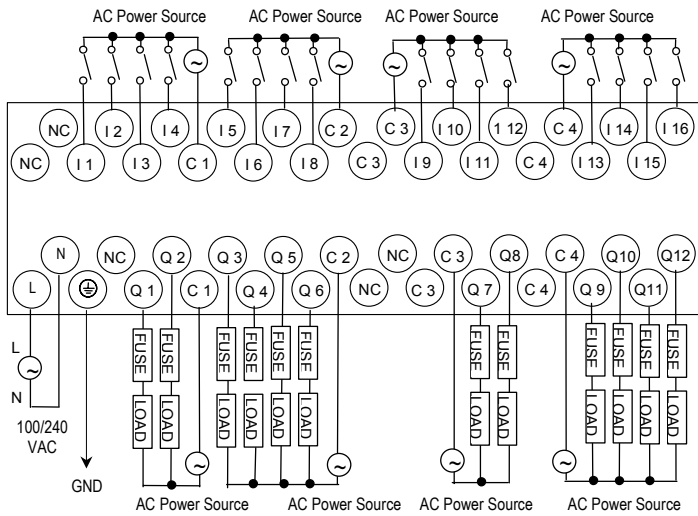 AC Power Source AC Power Source AC Power Source AC Power Source
~ ~ ~ ~
NC I 2 I 4 I 5 I 7 C 2 C 3 I 10 1 12 C 4 I 14 I 16
NC I 1 I 3 C 1 I 6 I 8 C 3 I 9 I 11 C 4 I 13 I 15
N NC Q 2 Q 3 Q 5 C 2 NC C 3 Q8 C 4 Q10 Q12
L Q 1 C 1 Q 4 Q 6 NC C 3 Q 7 C 4 Q 9 Q11
L
~
N
FUSE FUSE FUSE FUSE FUSE FUSE FUSE FUSE FUSE FUSE FUSE FUSE
LOAD LOAD LOAD LOAD LOAD LOAD LOAD LOAD LOAD LOAD LOAD LOAD
100/240
VAC
~ ~ ~ ~
GND
AC Power Source AC Power Source AC Power Source AC Power Source